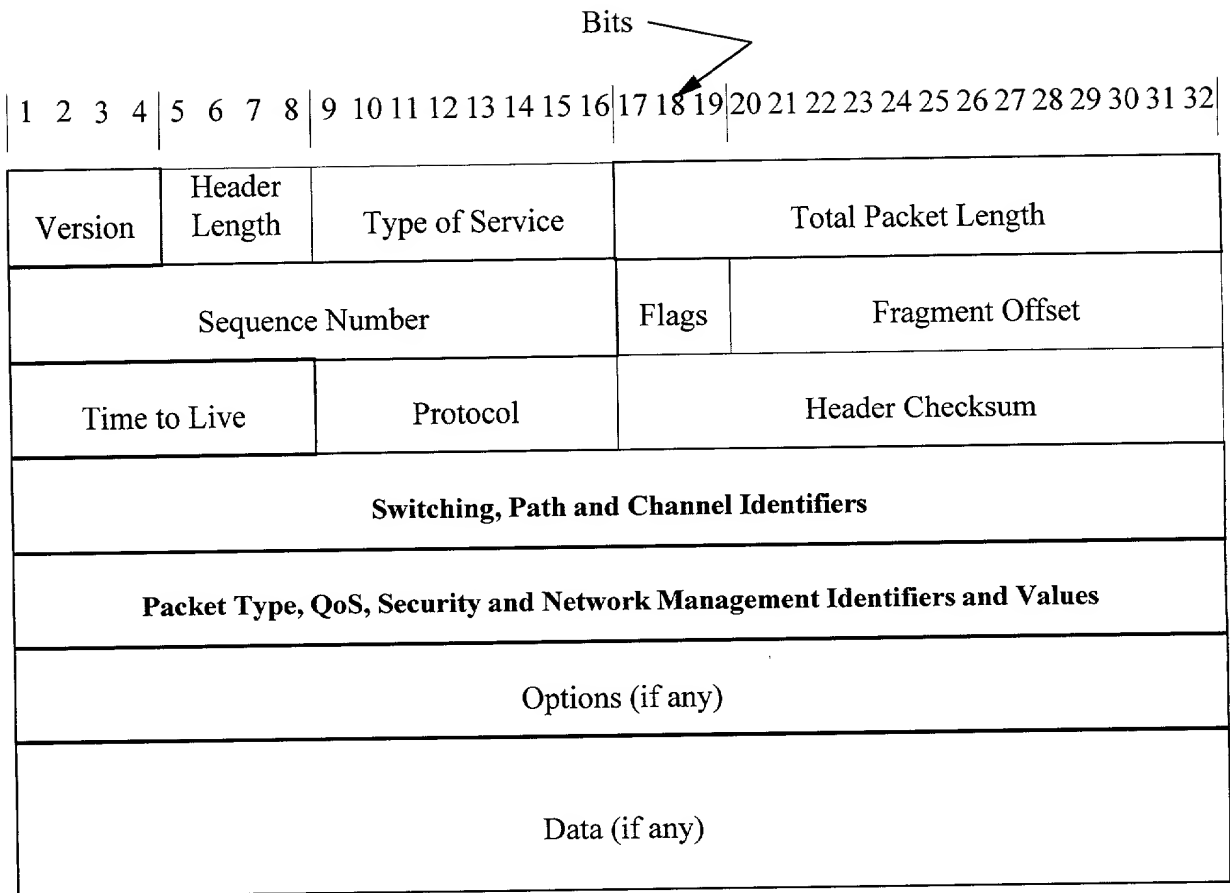 Bits
1 2 3 4 5 6 7 8 9 10 11 12 13 14 15 16 17 18 19 20 21 22 23 24 25 26 27 28 29 30 31 32
Version
Header
Length
Type of Service
Total Packet Length
Sequence Number
Flags
Fragment Offset
Time to Live
Protocol
Header Checksum
Switching, Path and Channel Identifiers
Packet Type, QoS, Security and Network Management Identifiers and Values
Options (if any)
Data (if any)